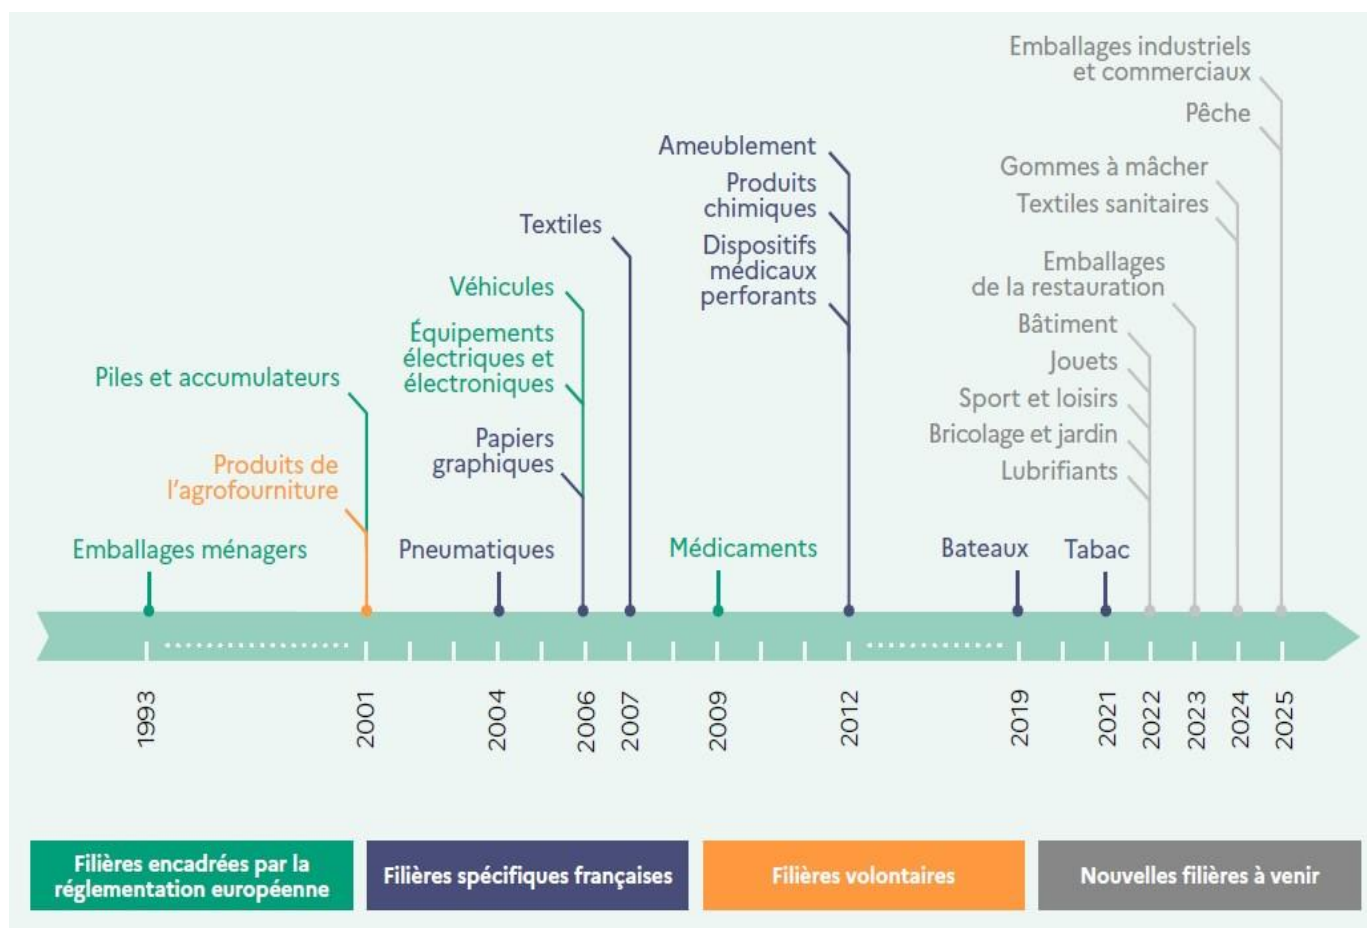 Emballages industriels
et commerciaux
Pêche
Ameublement
Gommes à mâcher
Produits
chimiques
Textiles sanitaires
Textiles
Dispositifs
médicaux
perforants
Emballages
de la restauration
Véhicules
Bâtiment
Équipements
électriques et
électroniques
Jouets
Piles et accumulateurs
Sport et loisirs
Papiers
graphiques
Bricolage et jardin
Produits de
l'agrofourniture
Lubrifiants
Emballages ménagers
Pneumatiques
Médicaments
Bateaux
Tabac
1993
2001
2004
2006
2007
2009
2012
2019
2021
2022
2023
2024
2025
Filières encadrées par la
réglementation européenne
Filières spécifiques françaises
Filières volontaires
Nouvelles filières à venir